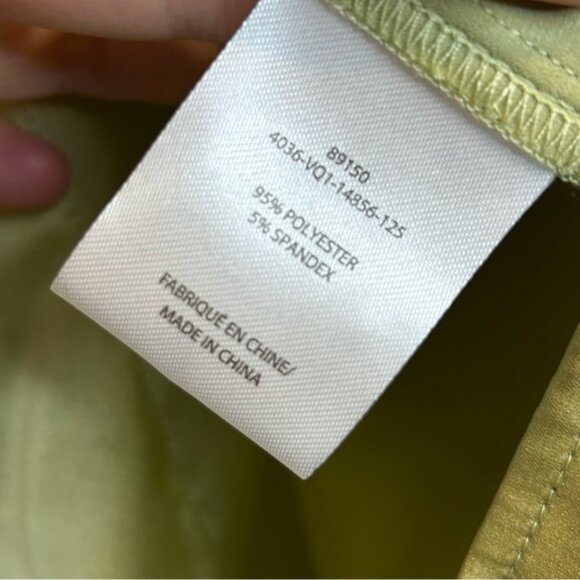 89150
4036-VQ1-14856-125
95% POLYESTER
5% SPANDEX
FABRIQUÉ EN CHINE/
MADE IN CHINA